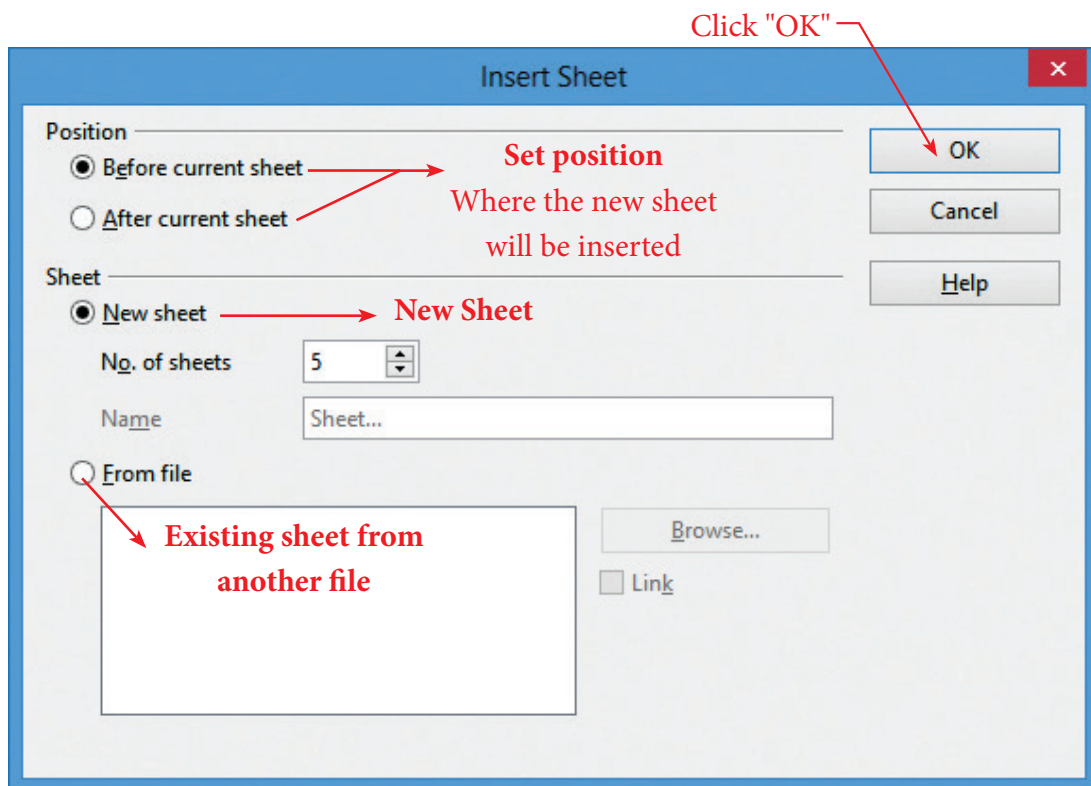 Click "OK"
Insert Sheet
Position
Before current sheet
Set position
OK
After current sheet
Where the new sheet
will be inserted
Cancel
Sheet
Help
New sheet
New Sheet
No. of sheets
5
Name
Sheet...
From file
Existing sheet from
another file
Browse...
Link